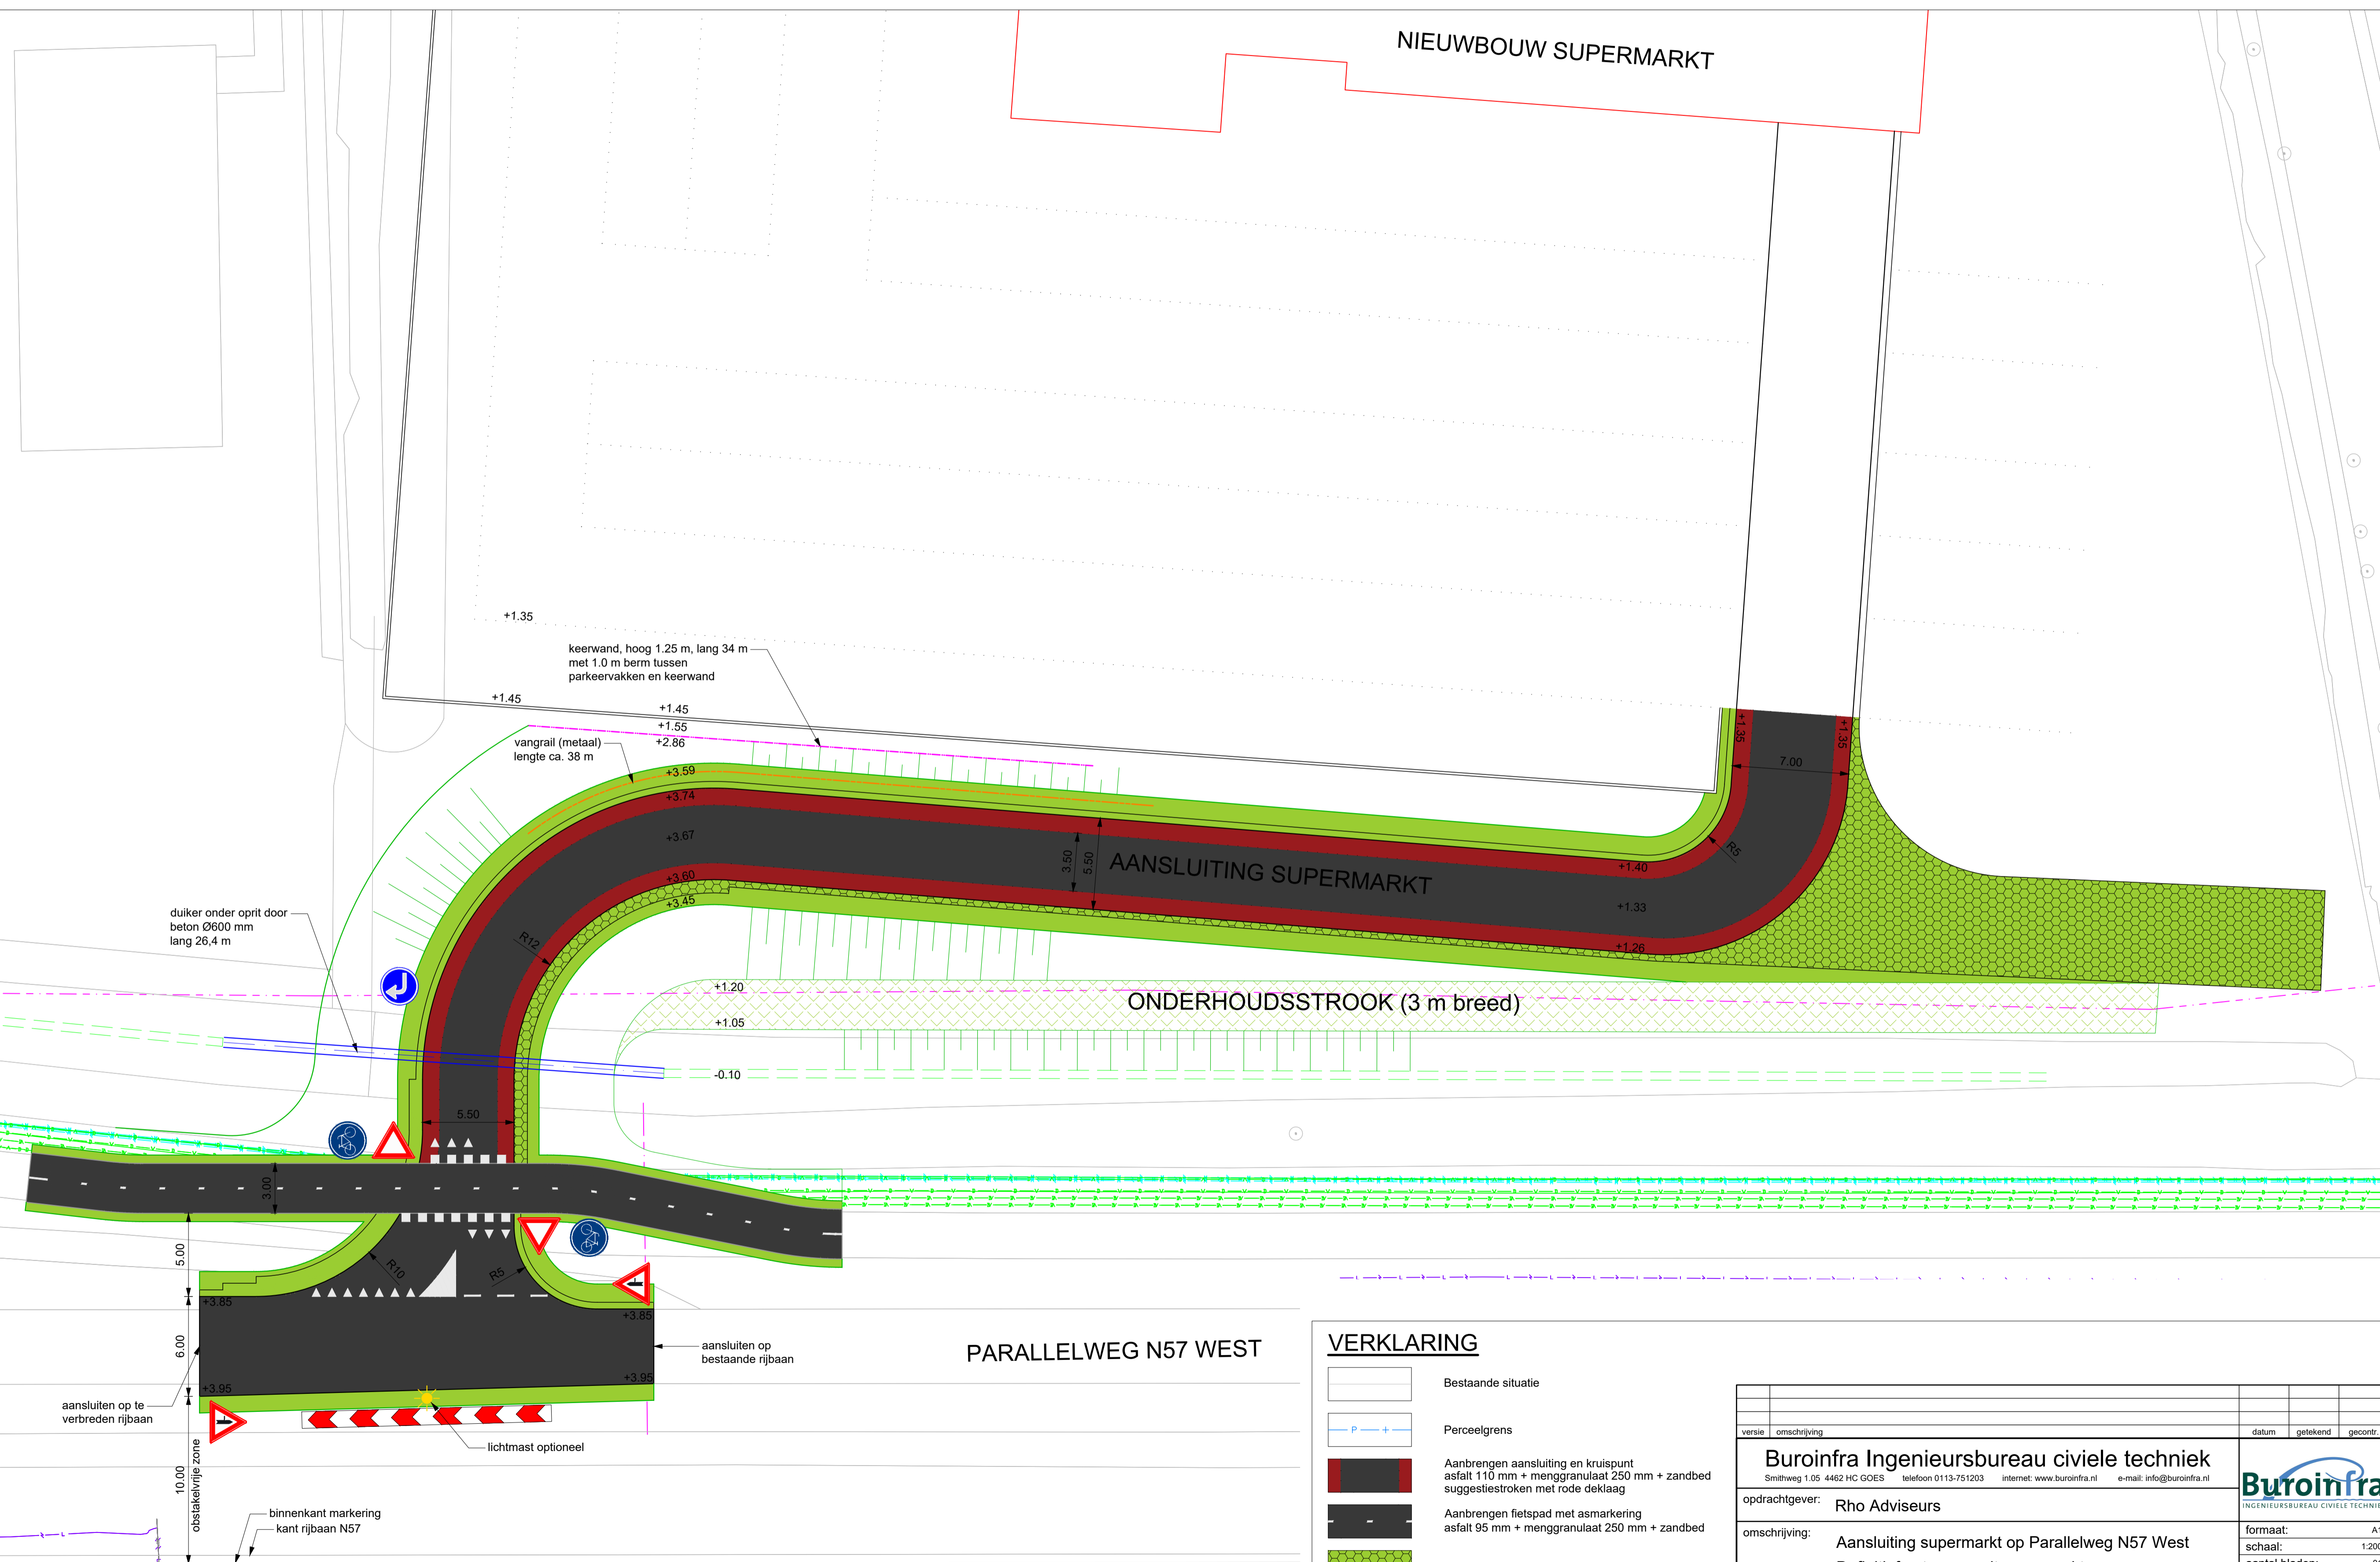 NIEUWBOUW SUPERMARKT
+1.35
keerwand, hoog 1.25 m, lang 34 m
met 1.0 m berm tussen
parkeervakken en keerwand
+1.45
+1.45
+1.55
+2.86
vangrail (metaal)
lengte ca. 38 m
+3.59
+3.74
+3.67
+3.60
+3.45
+1.35
+1.35
7.00
R5
3.50
5.50
AANSLUITING SUPERMARKT
+1.40
+1.33
+1.26
R12
duiker onder oprit door
beton Ø600 mm
lang 26,4 m
+1.20
ONDERHOUDSSTROOK (3 m breed)
+1.05
-0.10
5.50
3.00
5.00
R10
R5
+3.85
+3.85
6.00
aansluiten op
bestaande rijbaan
PARALLELWEG N57 WEST
+3.95
+3.95
aansluiten op te
verbreden rijbaan
lichtmast optioneel
10.00
obstakelvrije zone
binnenkant markering
kant rijbaan N57
VERKLARING
Bestaande situatie
P
Perceelgrens
Aanbrengen aansluiting en kruispunt
asfalt 110 mm + menggranulaat 250 mm + zandbed
suggestiestroken met rode deklaag
Aanbrengen fietspad met asmarkering
asfalt 95 mm + menggranulaat 250 mm + zandbed
versie omschrijving datum getekend gecontr.
Buroinfra Ingenieursbureau civiele techniek
Smithweg 1.05 4462 HC GOES telefoon 0113-751203 internet: www.buroinfra.nl e-mail: info@buroinfra.nl
Buroinfra
INGENIEURSBUREAU CIVIELE TECHNIE
opdrachtgever: Rho Adviseurs
omschrijving: Aansluiting supermarkt op Parallelweg N57 West
formaat: A1
schaal: 1:20